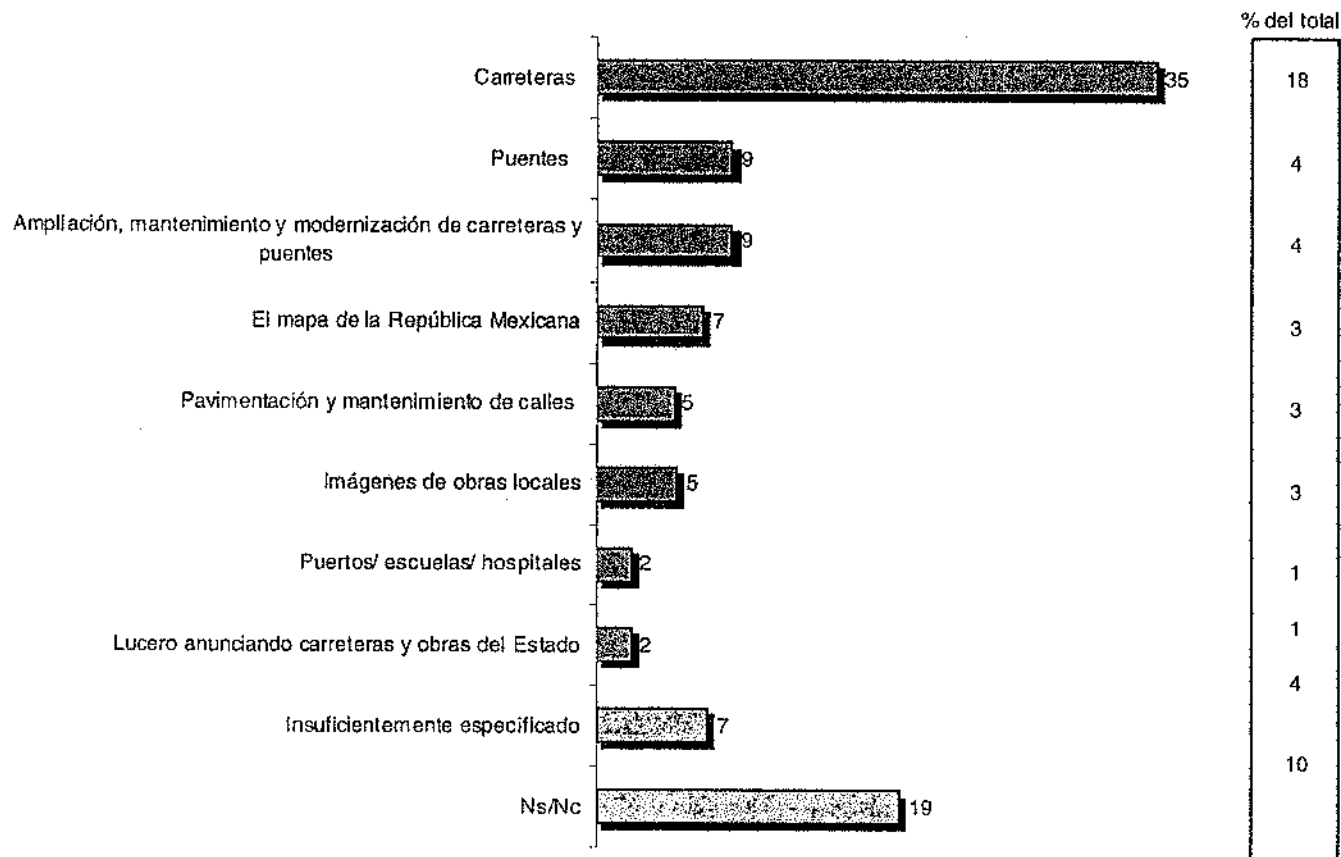 % del total
Carreteras 35 18
Puentes 9 4
Ampliación, mantenimiento y modernización de carreteras y
puentes 9 4
El mapa de la República Mexicana 7 3
Pavimentación y mantenimiento de calles 5 3
Imágenes de obras locales 5 3
Puertos/ escuelas/ hospitales 2 1
Lucero anunciando carreteras y obras del Estado 2 1
Insuficientemente especificado 7 4
Ns/Nc 19 10